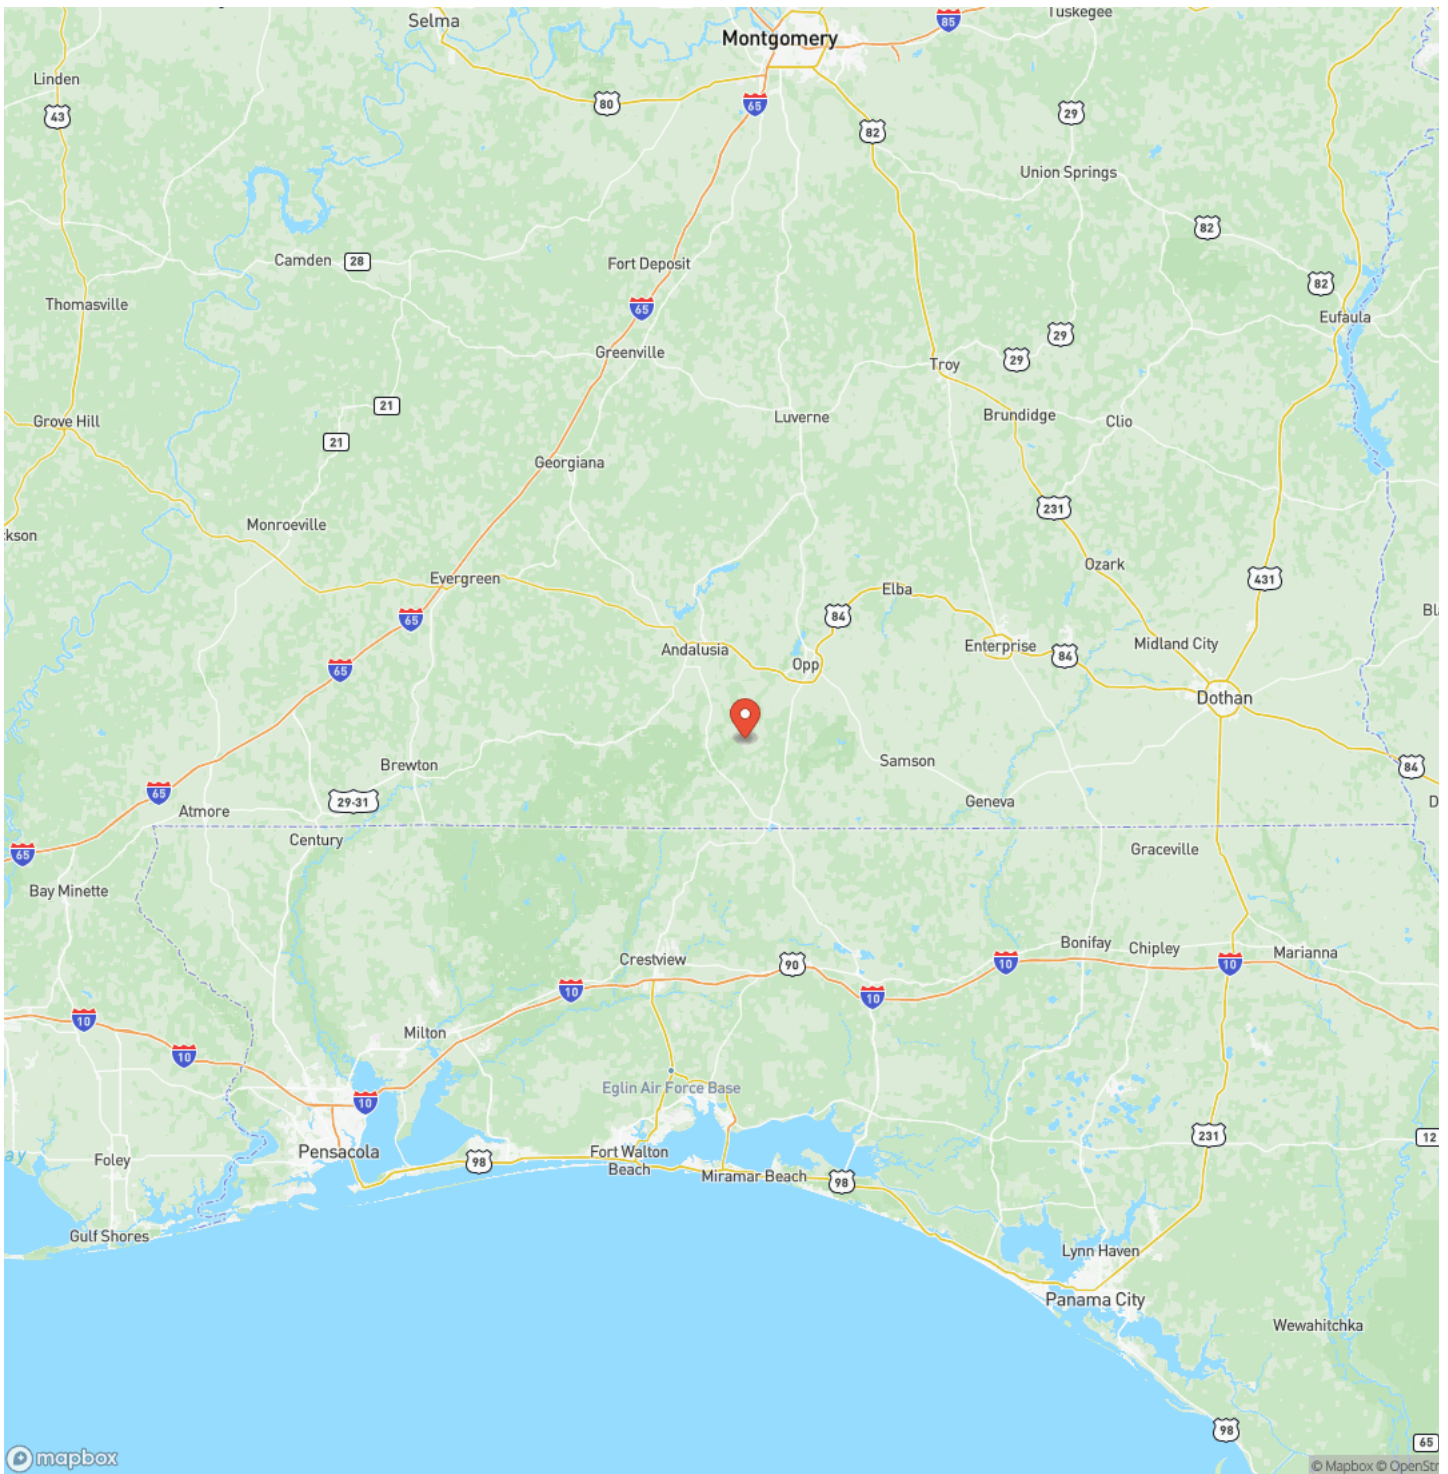 Selma
Montgomery
85
Tuskegee
Linden
43
80
65
82
29
Union Springs
82
Camden
28
Fort Deposit
82
Thomasville
65
Eufaula
29
Greenville
29
Troy
21
Grove Hill
Luverne
Brundidge
Clio
21
Georgiana
231
Monroeville
kson
Ozark
Evergreen
431
Elba
84
65
Andalusia
Opp
Enterprise
84
Midland City
65
Dothan
Brewton
Samson
84
65
29-31
Atmore
Geneva
Century
Graceville
65
Bay Minette
Bonifay
Chipley
Marianna
Crestview
90
10
10
10
10
10
Milton
10
Eglin Air Force Base
10
231
12
Pensacola
Foley
98
Fort Walton
Beach
Miramar Beach
98
Gulf Shores
Lynn Haven
Panama City
Wewahitchka
98
65
mapbox
© Mapbox © OpenStr